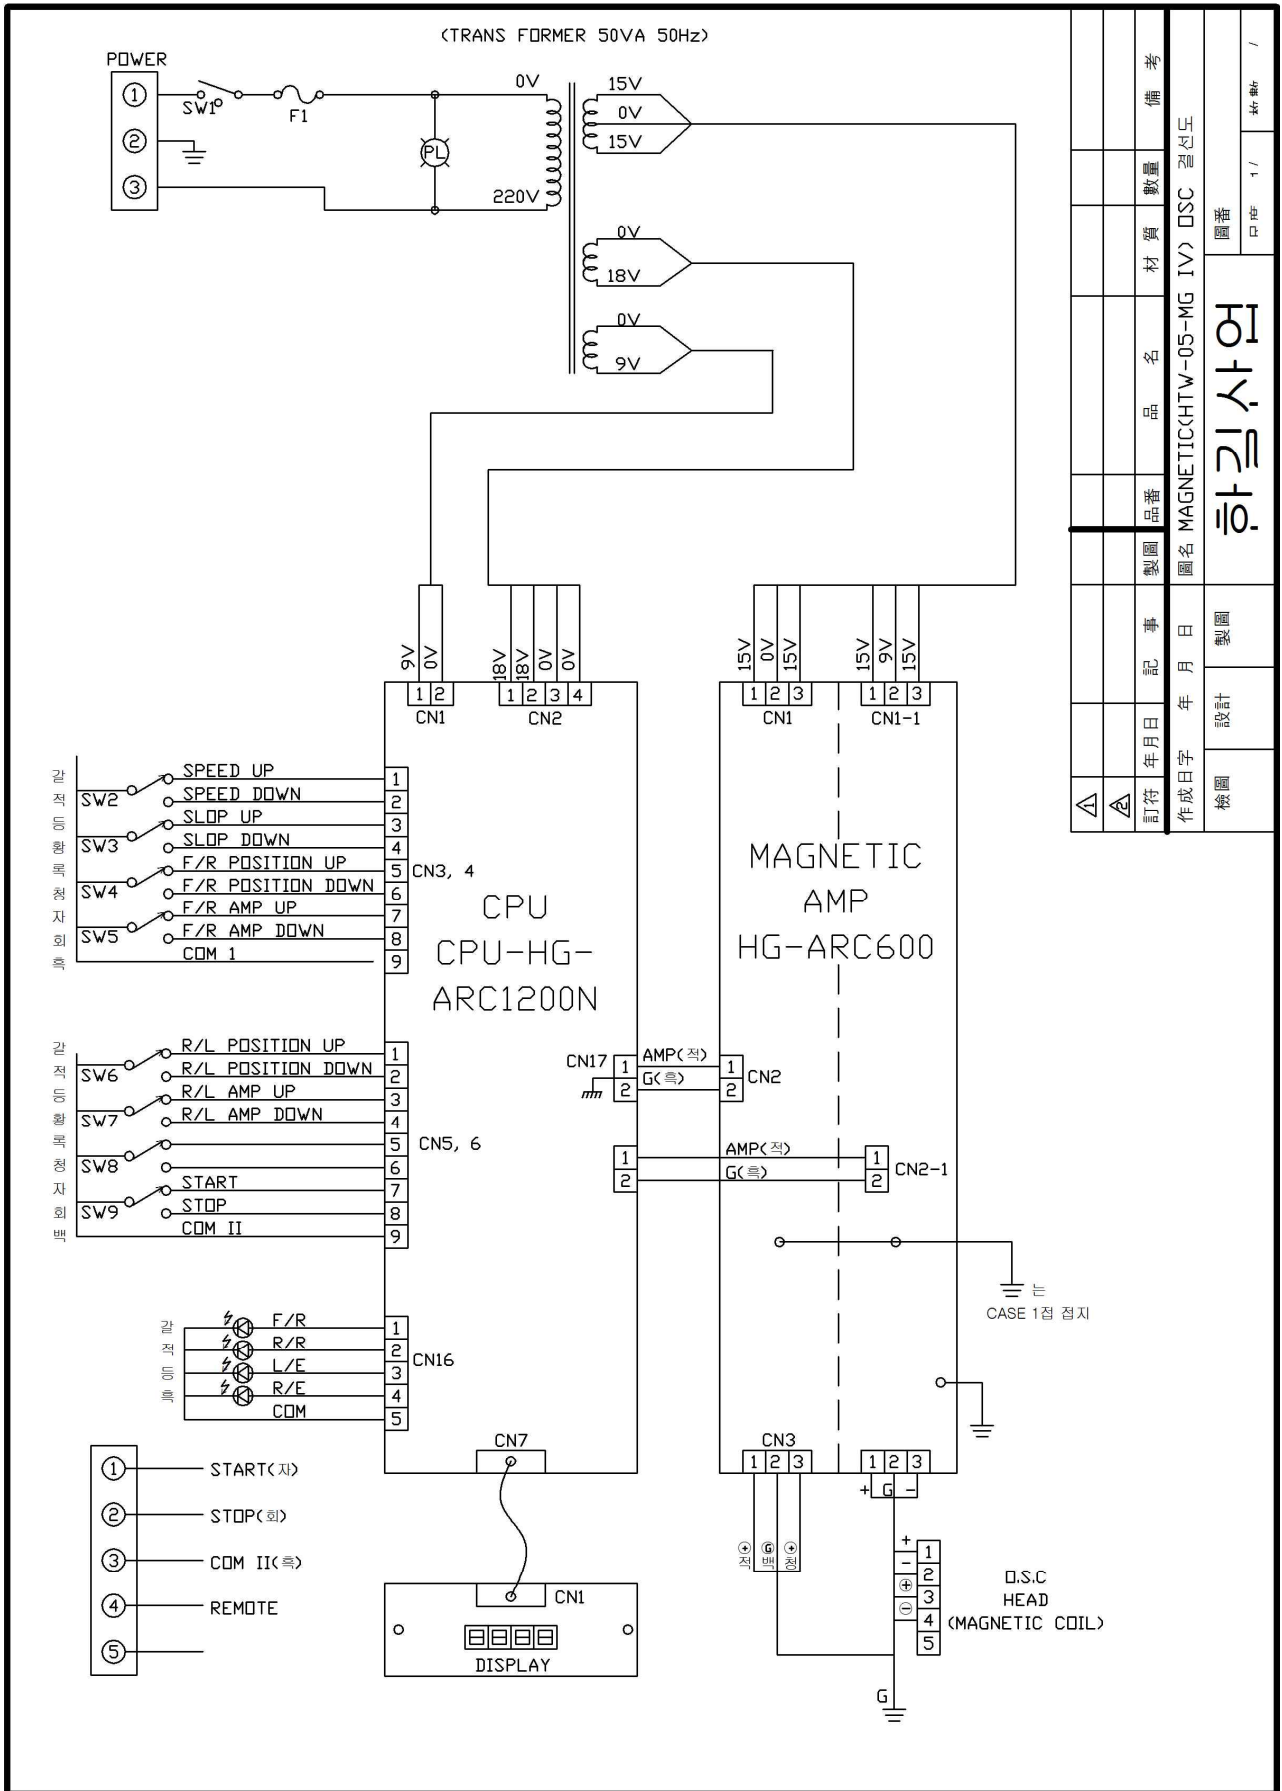 (TRANS FORMER 50VA 50Hz)
POWER
1
2
3
SW1
F1
PL
0V
220V
15V
0V
15V
0V
18V
0V
9V
9V
0V
18V
18V
0V
0V
15V
0V
15V
15V
9V
15V
1 2
CN1
1 2 3 4
CN2
1 2 3
CN1
1 2 3
CN1-1
갈
적
등
황
록
청
자
회
흑
SW2
SW3
SW4
SW5
SPEED UP
SPEED DOWN
SLOP UP
SLOP DOWN
F/R POSITION UP
F/R POSITION DOWN
F/R AMP UP
F/R AMP DOWN
COM 1
1
2
3
4
5
6
7
8
9
CN3, 4
CPU
CPU-HG-
ARC1200N
MAGNETIC
AMP
HG-ARC600
갈
적
등
황
록
청
자
회
백
SW6
SW7
SW8
SW9
R/L POSITION UP
R/L POSITION DOWN
R/L AMP UP
R/L AMP DOWN
START
STOP
COM II
1
2
3
4
5
6
7
8
9
CN5, 6
CN17
1
2
AMP(적)
G(흑)
1
2
CN2
1
2
AMP(적)
G(흑)
1
2
CN2-1
는
CASE 1접 접지
갈
적
등
흑
F/R
R/R
L/E
R/E
COM
1
2
3
4
5
CN16
CN7
CN3
1 2 3
1 2 3
+ G -
1
2
3
4
5
START(자)
STOP(회)
COM II(흑)
REMOTE
CN1
8888
DISPLAY
⊕ Ⓖ ⊕
적 백 청
+
-
⊕
⊖
1
2
3
4
5
O.S.C
HEAD
(MAGNETIC COIL)
G
1
2
訂符 年月日 記 事 製圖 品番 品 名 材 質 數量 備 考
作成日字 年 月 日 圖名 MAGNETIC(HTW-05-MG IV) OSC 결선도
檢圖 設計 製圖 한길산업 圖番
1 / /